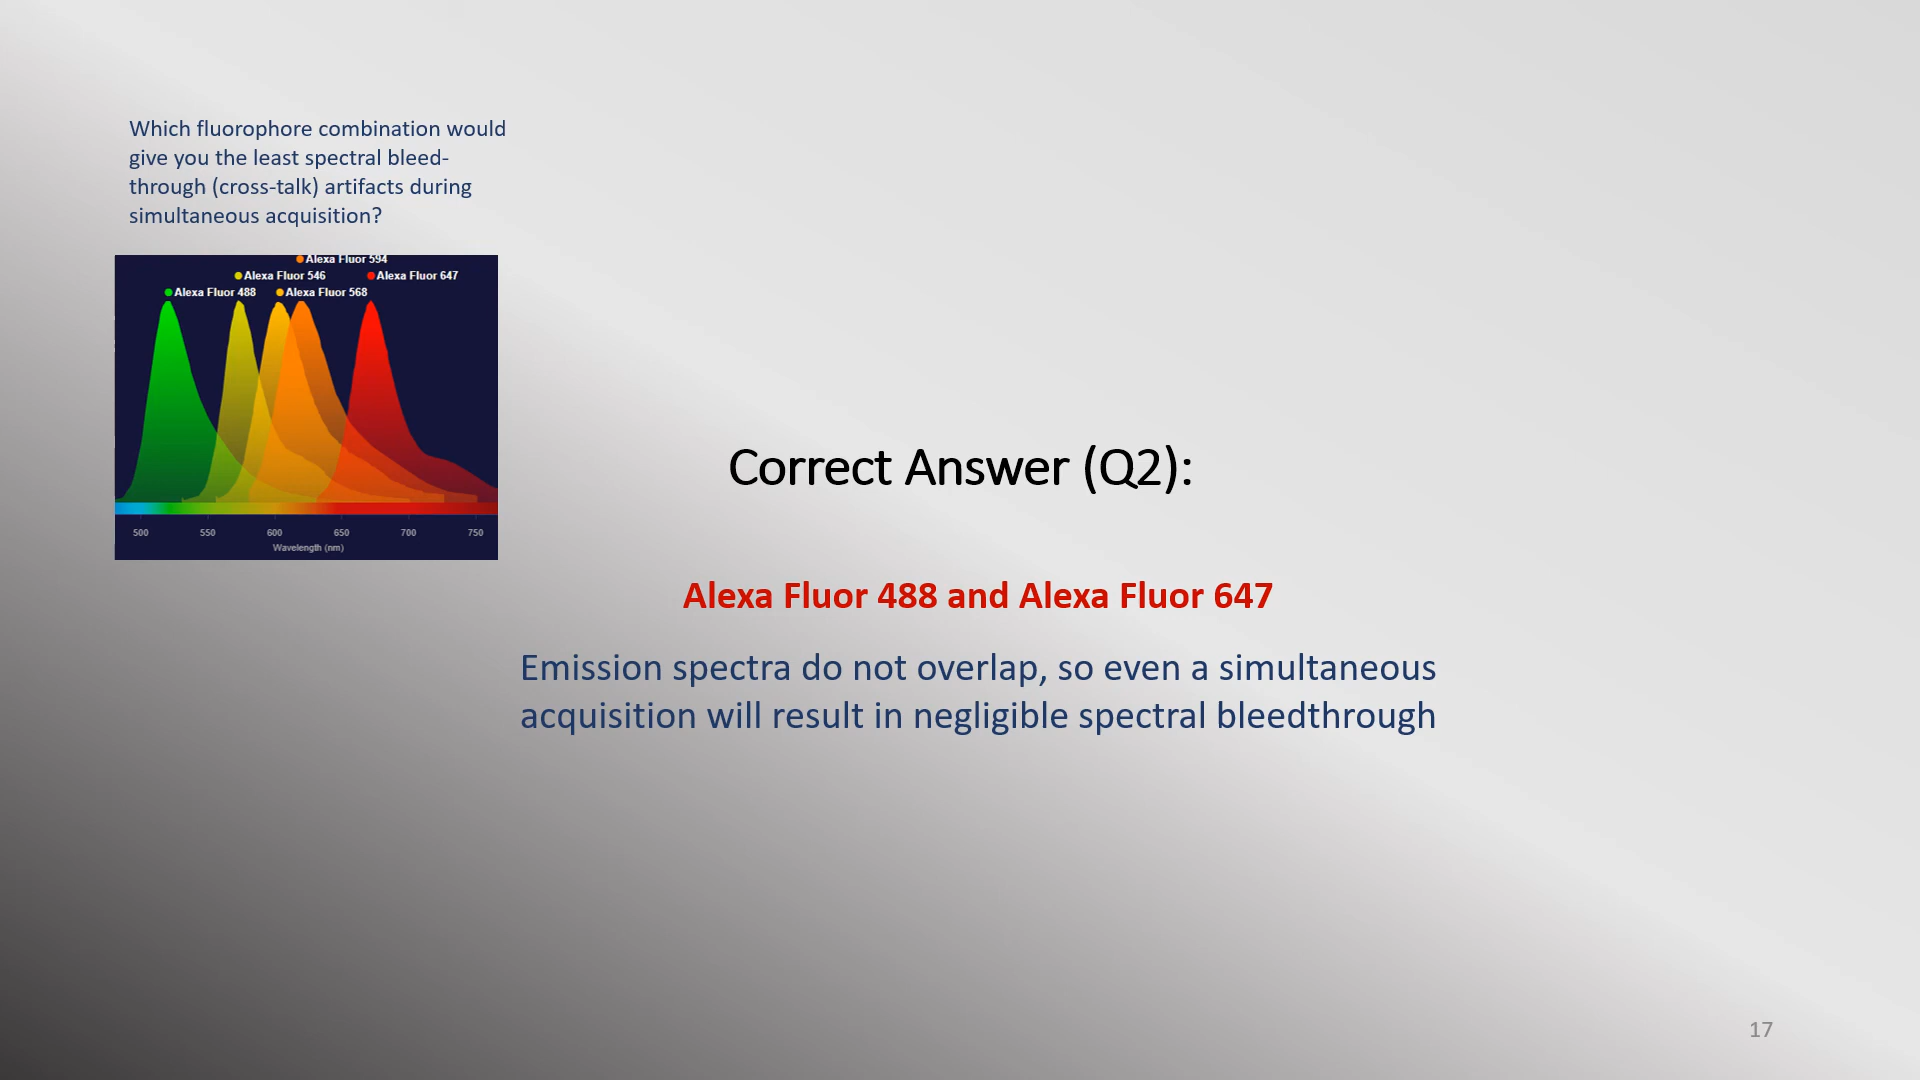 Which fluorophore combination would
give you the least spectral bleed-
through (cross-talk) artifacts during
simultaneous acquisition?
Alexa Fluor 594
Alexa Fluor 546
Alexa Fluor 647
Alexa Fluor 488
Alexa Fluor 568
500 550 600 650 700 750
Wavelength (nm)
Correct Answer (Q2):
Alexa Fluor 488 and Alexa Fluor 647
Emission spectra do not overlap, so even a simultaneous
acquisition will result in negligible spectral bleedthrough
17